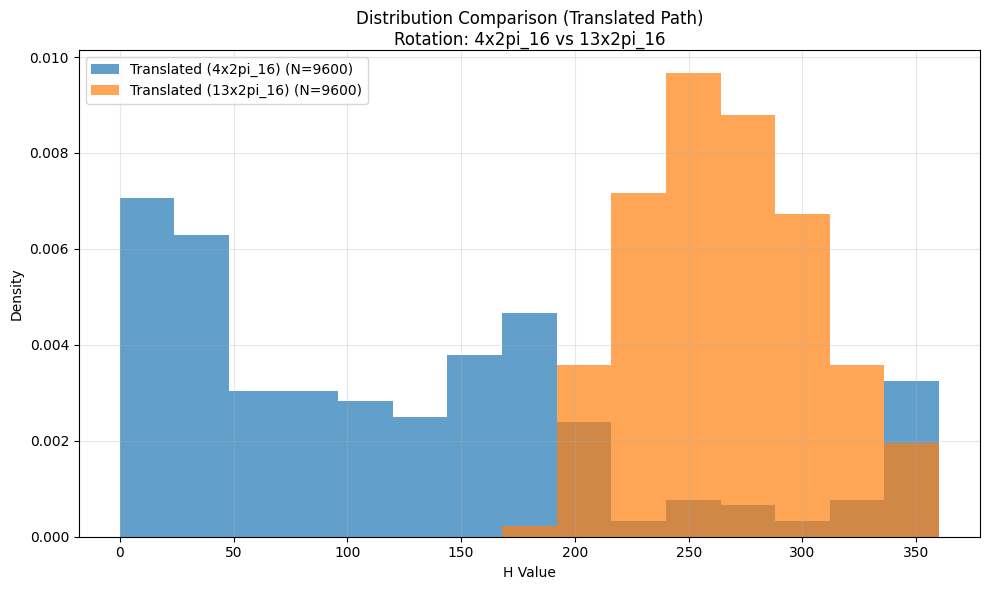 Distribution Comparison (Translated Path)
Rotation: 4x2pi_16 vs 13x2pi_16
Translated (4x2pi_16) (N=9600)
Translated (13x2pi_16) (N=9600)
0.010
0.008
0.006
0.004
0.002
0.000
Density
0 50 100 150 200 250 300 350
H Value